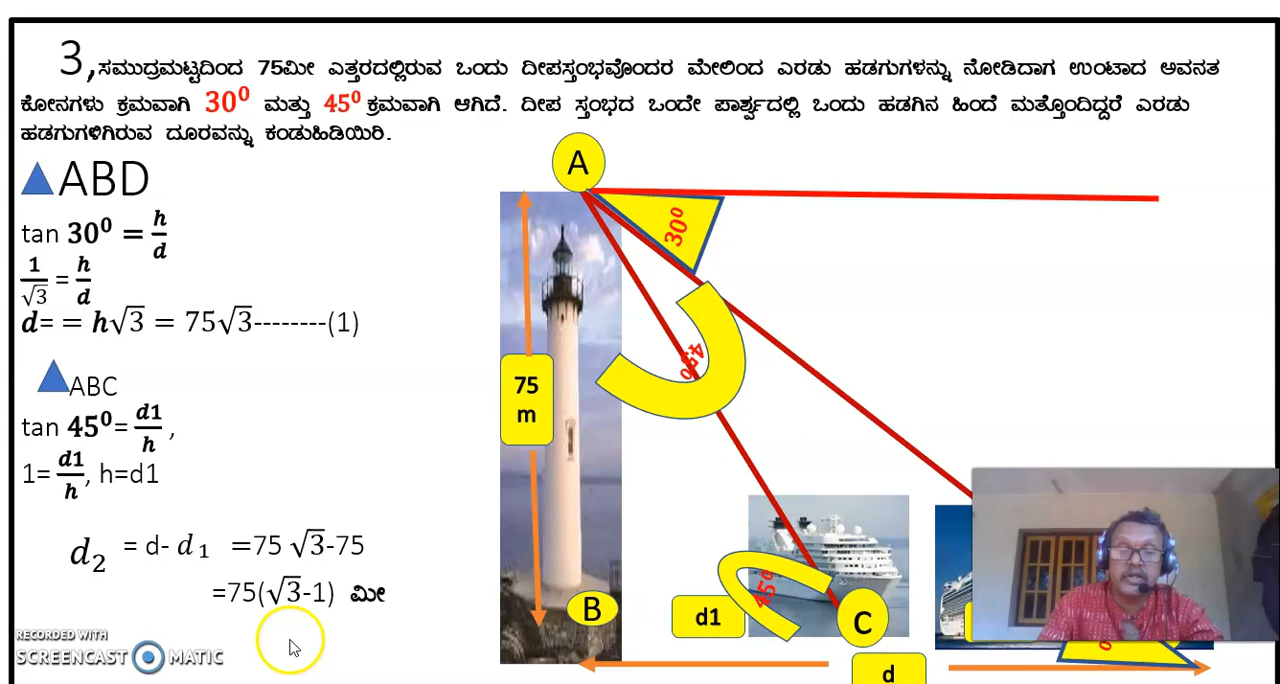 3,ಸಮುದ್ರಮಟ್ಟದಿಂದ 75ಮೀ ಎತ್ತರದಲ್ಲಿರುವ ಒಂದು ದೀಪಸ್ತಂಭವೊಂದರ ಮೇಲಿಂದ ಎರಡು ಹಡಗುಗಳನ್ನು ನೋಡಿದಾಗ ಉಂಟಾದ ಅವನತ
ಕೋನಗಳು ಕ್ರಮವಾಗಿ 30⁰ ಮತ್ತು 45⁰ ಕ್ರಮವಾಗಿ ಆಗಿದೆ. ದೀಪ ಸ್ತಂಭದ ಒಂದೇ ಪಾರ್ಶ್ವದಲ್ಲಿ ಒಂದು ಹಡಗಿನ ಹಿಂದೆ ಮತ್ತೊಂದಿದ್ದರೆ ಎರಡು
ಹಡಗುಗಳಿಗಿರುವ ದೂರವನ್ನು ಕಂಡುಹಿಡಿಯಿರಿ.
ABD
tan 30⁰ = h/d
1/√3 = h/d
d= = h√3 = 75√3--------(1)
ABC
tan 45⁰= d1/h ,
1= d1/h, h=d1
d₂ = d- d₁ =75 √3-75
=75(√3-1) ಮೀ
RECORDED WITH
SCREENCAST MATIC
A
30⁰
45⁰
75
m
B
d1
45⁰
C
d